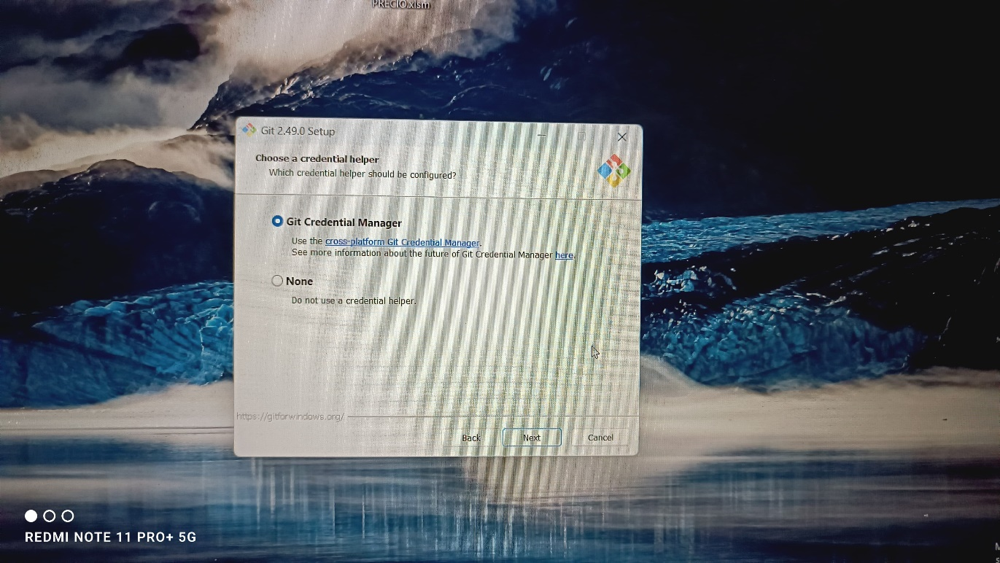 PRECIO.xlsm
Git 2.49.0 Setup
Choose a credential helper
Which credential helper should be configured?
Git Credential Manager
Use the cross-platform Git Credential Manager.
See more information about the future of Git Credential Manager here.
None
Do not use a credential helper.
https://gitforwindows.org/
Back
Next
Cancel
REDMI NOTE 11 PRO+ 5G